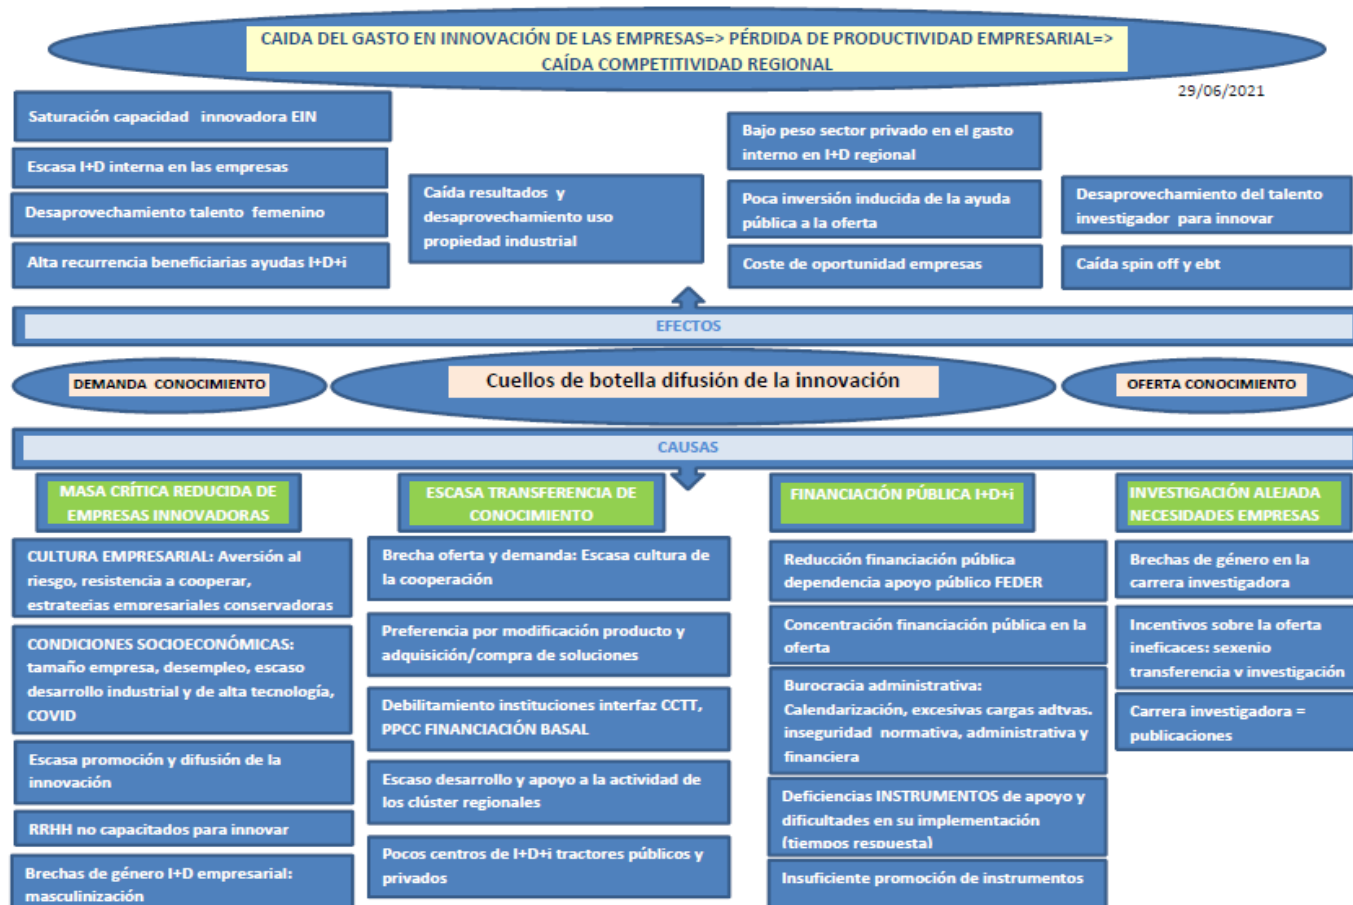 CAIDA DEL GASTO EN INNOVACIÓN DE LAS EMPRESAS=> PÉRDIDA DE PRODUCTIVIDAD EMPRESARIAL=>
CAÍDA COMPETITIVIDAD REGIONAL
29/06/2021
Saturación capacidad innovadora EIN
Escasa I+D interna en las empresas
Desaprovechamiento talento femenino
Alta recurrencia beneficiarias ayudas I+D+i
Caída resultados y
desaprovechamiento uso
propiedad industrial
Bajo peso sector privado en el gasto
interno en I+D regional
Poca inversión inducida de la ayuda
pública a la oferta
Coste de oportunidad empresas
Desaprovechamiento del talento
investigador para innovar
Caída spin off y ebt
EFECTOS
DEMANDA CONOCIMIENTO
Cuellos de botella difusión de la innovación
OFERTA CONOCIMIENTO
CAUSAS
MASA CRÍTICA REDUCIDA DE
EMPRESAS INNOVADORAS
CULTURA EMPRESARIAL: Aversión al
riesgo, resistencia a cooperar,
estrategias empresariales conservadoras
CONDICIONES SOCIOECONÓMICAS:
tamaño empresa, desempleo, escaso
desarrollo industrial y de alta tecnología,
COVID
Escasa promoción y difusión de la
innovación
RRHH no capacitados para innovar
Brechas de género I+D empresarial:
masculinización
ESCASA TRANSFERENCIA DE
CONOCIMIENTO
Brecha oferta y demanda: Escasa cultura de
la cooperación
Preferencia por modificación producto y
adquisición/compra de soluciones
Debilitamiento instituciones interfaz CCTT,
PPCC FINANCIACIÓN BASAL
Escaso desarrollo y apoyo a la actividad de
los clúster regionales
Pocos centros de I+D+i tractores públicos y
privados
FINANCIACIÓN PÚBLICA I+D+i
Reducción financiación pública
dependencia apoyo público FEDER
Concentración financiación pública en la
oferta
Burocracia administrativa:
Calendarización, excesivas cargas adtvas.
inseguridad normativa, administrativa y
financiera
Deficiencias INSTRUMENTOS de apoyo y
dificultades en su implementación
(tiempos respuesta)
Insuficiente promoción de instrumentos
INVESTIGACIÓN ALEJADA
NECESIDADES EMPRESAS
Brechas de género en la
carrera investigadora
Incentivos sobre la oferta
ineficaces: sexenio
transferencia v investigación
Carrera investigadora =
publicaciones